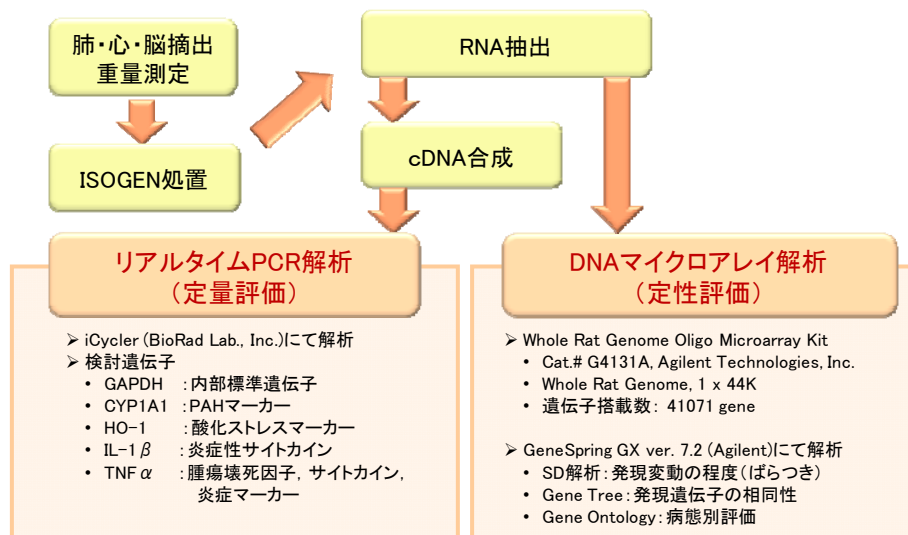 肺・心・脳摘出
重量測定
ISOGEN処置
RNA抽出
cDNA合成
リアルタイムPCR解析
(定量評価)
➢ iCycler (BioRad Lab., Inc.)にて解析
➢ 検討遺伝子
• GAPDH :内部標準遺伝子
• CYP1A1 :PAHマーカー
• HO-1 :酸化ストレスマーカー
• IL-1β :炎症性サイトカイン
• TNFα :腫瘍壊死因子, サイトカイン,
炎症マーカー
DNAマイクロアレイ解析
(定性評価)
➢ Whole Rat Genome Oligo Microarray Kit
• Cat.# G4131A, Agilent Technologies, Inc.
• Whole Rat Genome, 1 x 44K
• 遺伝子搭載数: 41071 gene
➢ GeneSpring GX ver. 7.2 (Agilent)にて解析
• SD解析:発現変動の程度(ばらつき)
• Gene Tree:発現遺伝子の相同性
• Gene Ontology:病態別評価